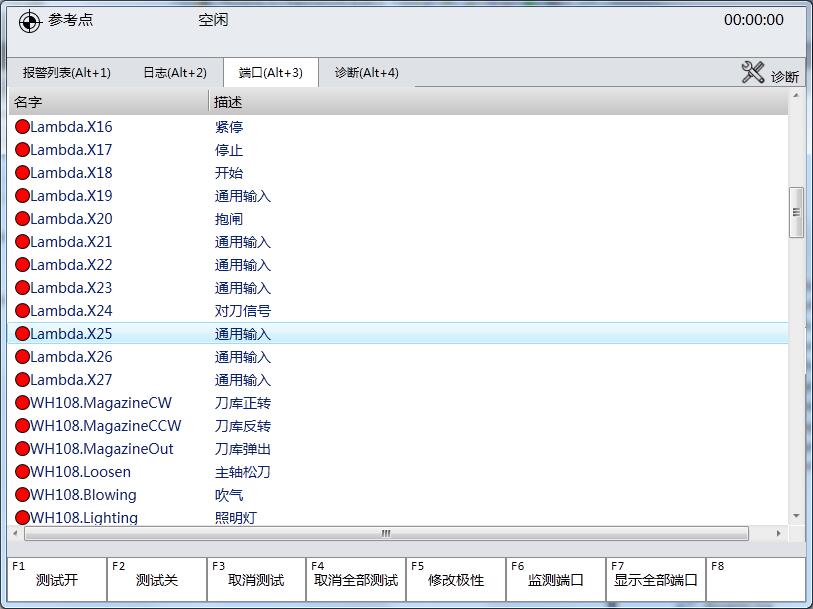 参考点 空闲 00:00:00
报警列表(Alt+1) 日志(Alt+2) 端口(Alt+3) 诊断(Alt+4) 诊断
名字 描述
Lambda.X16 紧停
Lambda.X17 停止
Lambda.X18 开始
Lambda.X19 通用输入
Lambda.X20 抱闸
Lambda.X21 通用输入
Lambda.X22 通用输入
Lambda.X23 通用输入
Lambda.X24 对刀信号
Lambda.X25 通用输入
Lambda.X26 通用输入
Lambda.X27 通用输入
WH108.MagazineCW 刀库正转
WH108.MagazineCCW 刀库反转
WH108.MagazineOut 刀库弹出
WH108.Loosen 主轴松刀
WH108.Blowing 吹气
WH108.Lighting 照明灯
F1 测试开 F2 测试关 F3 取消测试 F4 取消全部测试 F5 修改极性 F6 监测端口 F7 显示全部端口 F8